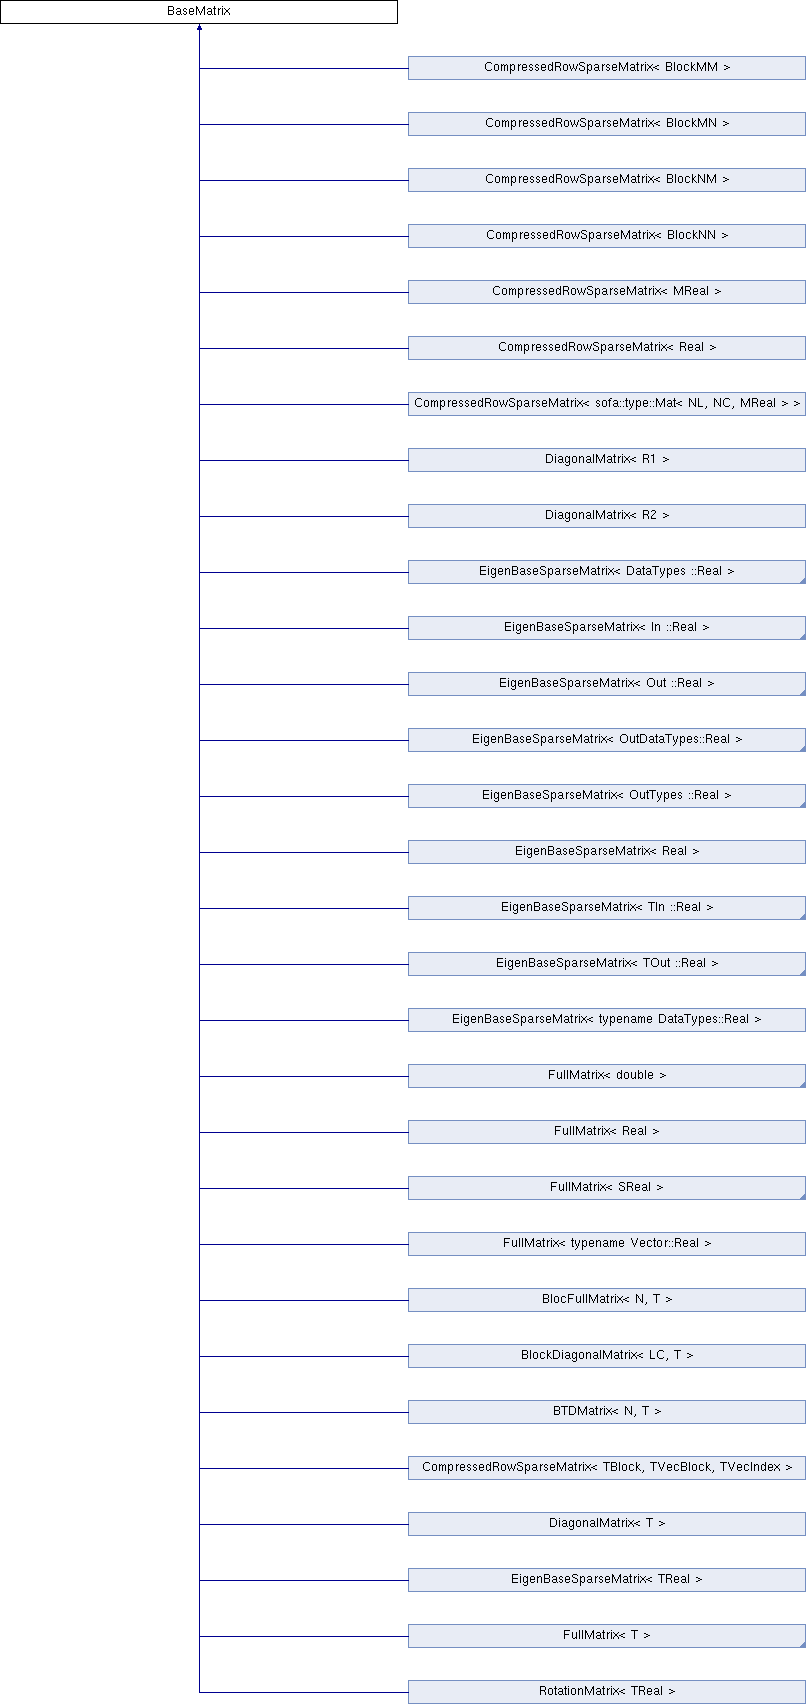 BaseMatrix
CompressedRowSparseMatrix< BlockMM >
CompressedRowSparseMatrix< BlockMN >
CompressedRowSparseMatrix< BlockNM >
CompressedRowSparseMatrix< BlockNN >
CompressedRowSparseMatrix< MReal >
CompressedRowSparseMatrix< Real >
CompressedRowSparseMatrix< sofa::type::Mat< NL, NC, MReal > >
DiagonalMatrix< R1 >
DiagonalMatrix< R2 >
EigenBaseSparseMatrix< DataTypes ::Real >
EigenBaseSparseMatrix< In ::Real >
EigenBaseSparseMatrix< Out ::Real >
EigenBaseSparseMatrix< OutDataTypes::Real >
EigenBaseSparseMatrix< OutTypes ::Real >
EigenBaseSparseMatrix< Real >
EigenBaseSparseMatrix< TIn ::Real >
EigenBaseSparseMatrix< TOut ::Real >
EigenBaseSparseMatrix< typename DataTypes::Real >
FullMatrix< double >
FullMatrix< Real >
FullMatrix< SReal >
FullMatrix< typename Vector::Real >
BlocFullMatrix< N, T >
BlockDiagonalMatrix< LC, T >
BTDMatrix< N, T >
CompressedRowSparseMatrix< TBlock, TVecBlock, TVecIndex >
DiagonalMatrix< T >
EigenBaseSparseMatrix< TReal >
FullMatrix< T >
RotationMatrix< TReal >